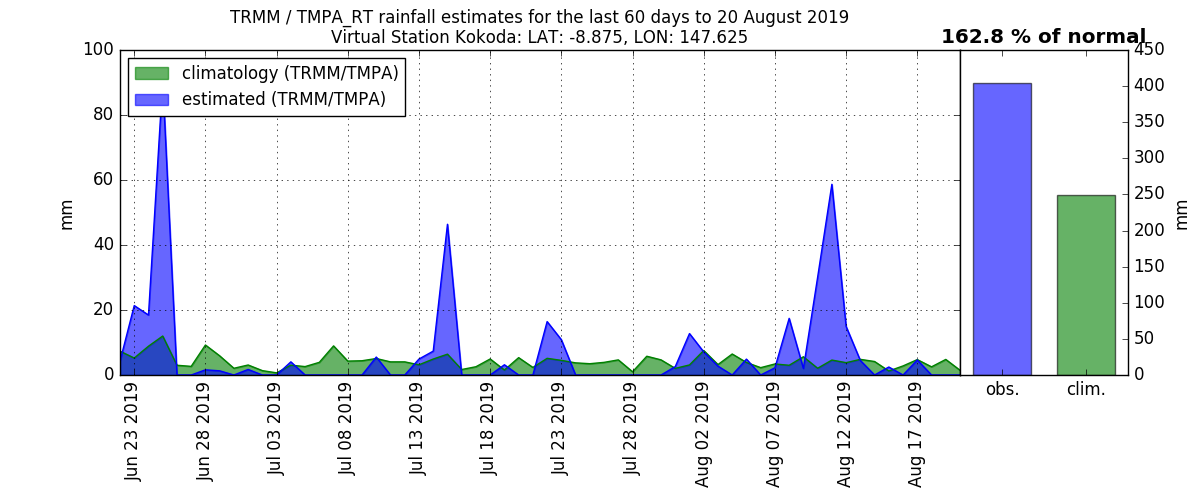 TRMM / TMPA_RT rainfall estimates for the last 60 days to 20 August 2019
Virtual Station Kokoda: LAT: -8.875, LON: 147.625
162.8 % of normal
climatology (TRMM/TMPA)
estimated (TRMM/TMPA)
100
80
60
40
20
0
mm
450
400
350
300
250
200
150
100
50
0
mm
Jun 23 2019
Jun 28 2019
Jul 03 2019
Jul 08 2019
Jul 13 2019
Jul 18 2019
Jul 23 2019
Jul 28 2019
Aug 02 2019
Aug 07 2019
Aug 12 2019
Aug 17 2019
obs.
clim.